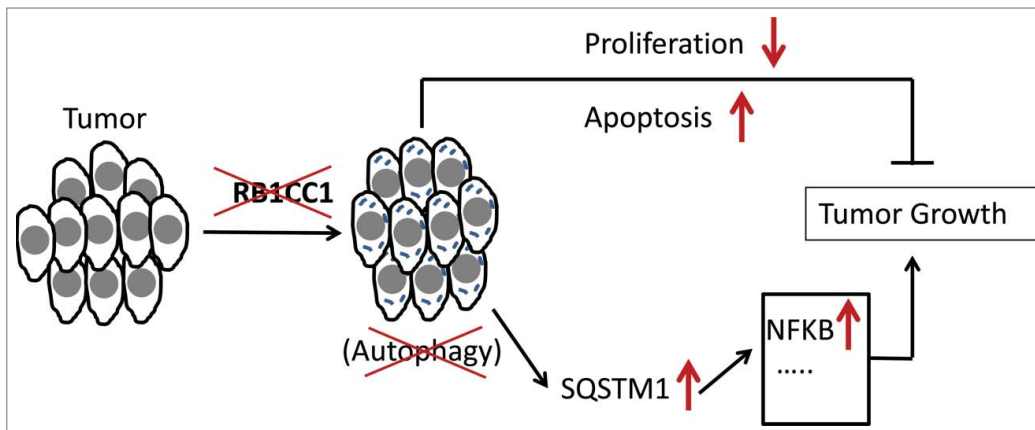 Proliferation
Apoptosis
Tumor
RB1CC1
Tumor Growth
(Autophagy)
SQSTM1
NFKB
.....